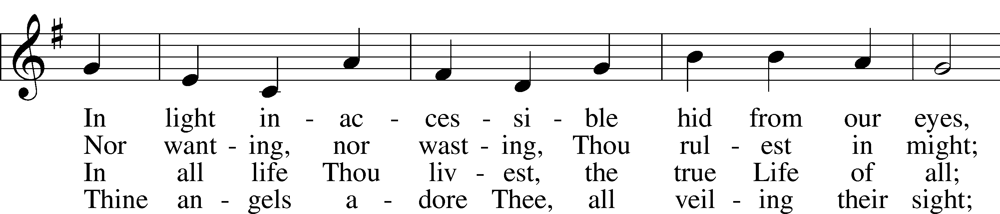 In light in - ac - ces - si - ble hid from our eyes,
Nor want - ing, nor wast - ing, Thou rul - est in might;
In all life Thou liv - est, the true Life of all;
Thine an - gels a - dore Thee, all veil - ing their sight;